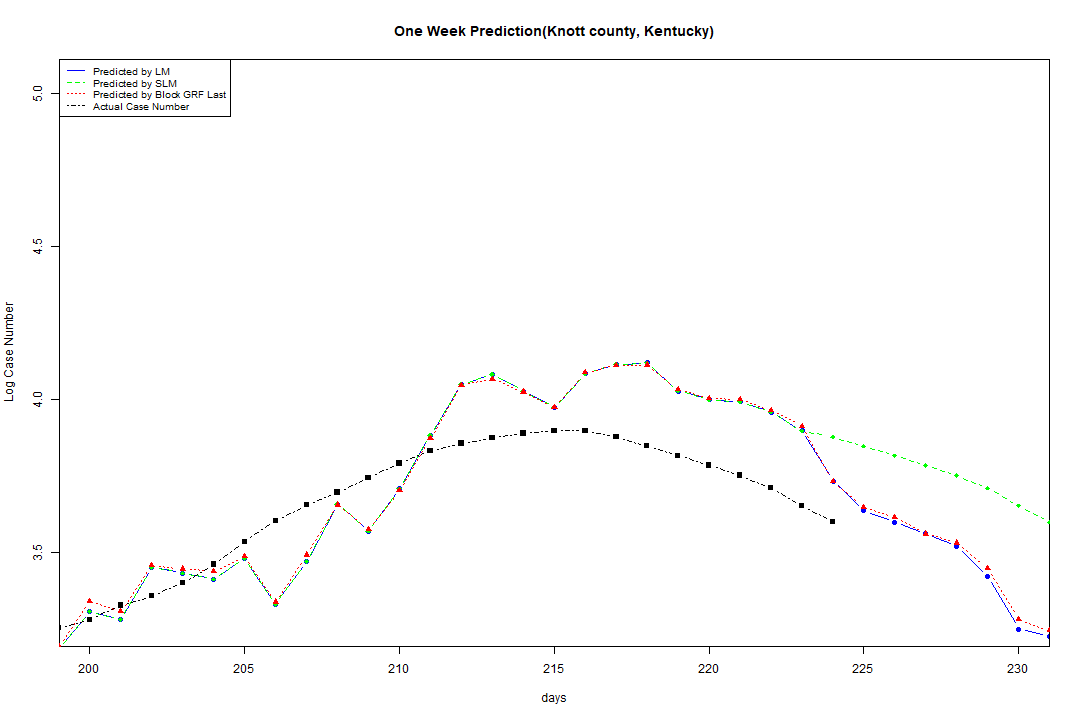 One Week Prediction(Knott county, Kentucky)
Predicted by LM
Predicted by SLM
Predicted by Block GRF Last
Actual Case Number
5.0
4.5
4.0
3.5
Log Case Number
200 205 210 215 220 225 230
days